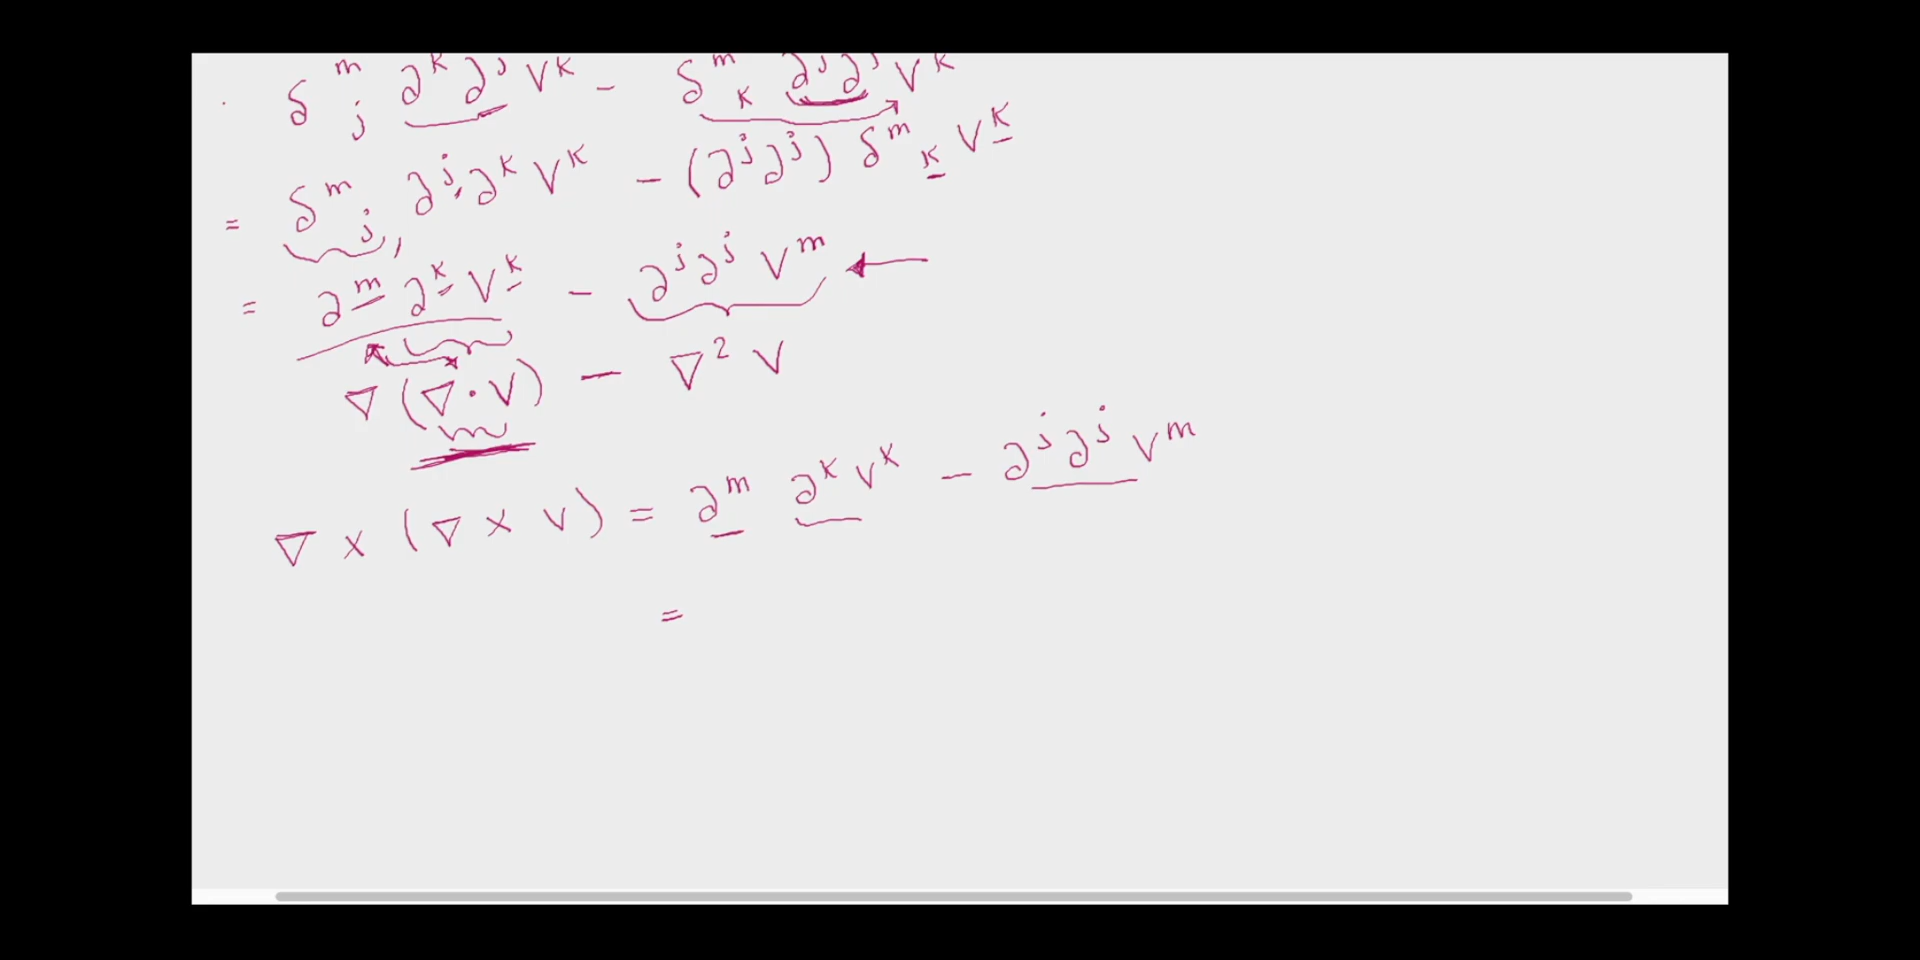 δ^m_j ∂^k ∂^j V^k - δ^m_k ∂^j ∂^j V^k
= δ^m_j ∂^j ∂^k V^k - (∂^j ∂^j) δ^m_k V^k
= ∂^m ∂^k V^k - ∂^j ∂^j V^m
∇ (∇ · V) - ∇² V
∇ × (∇ × V) = ∂^m ∂^k V^k - ∂^j ∂^j V^m
=